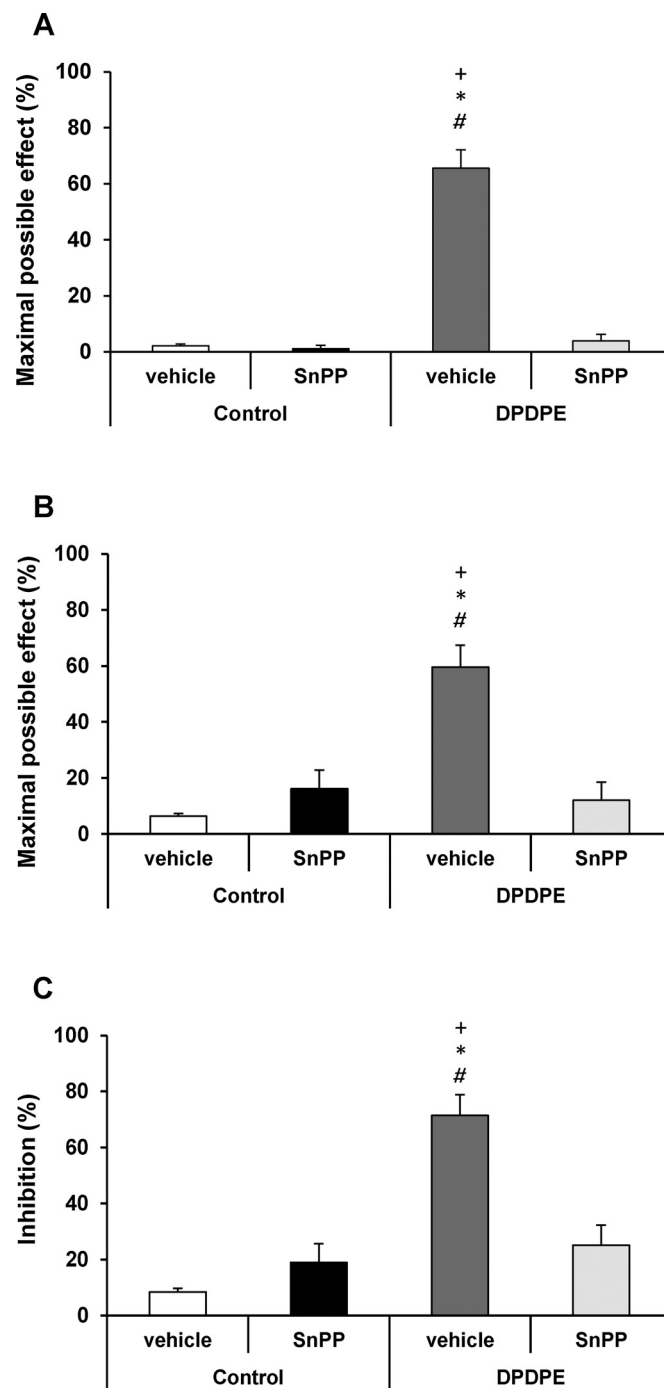 A
Maximal possible effect (%)
100
+
*
#
80
60
40
20
0
vehicle SnPP vehicle SnPP
Control DPDPE
B
Maximal possible effect (%)
100
+
*
#
80
60
40
20
0
vehicle SnPP vehicle SnPP
Control DPDPE
C
Inhibition (%)
100
+
*
#
80
60
40
20
0
vehicle SnPP vehicle SnPP
Control DPDPE